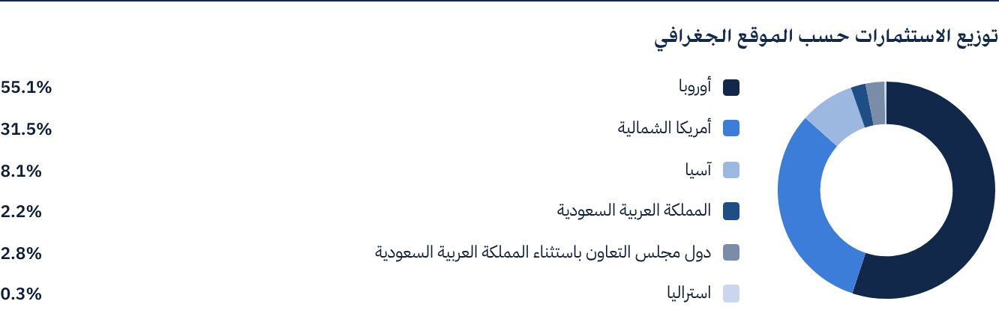 توزيع الاستثمارات حسب الموقع الجغرافي
أوروبا 55.1%
أمريكا الشمالية 31.5%
آسيا 8.1%
المملكة العربية السعودية 2.2%
دول مجلس التعاون باستثناء المملكة العربية السعودية 2.8%
استراليا 0.3%